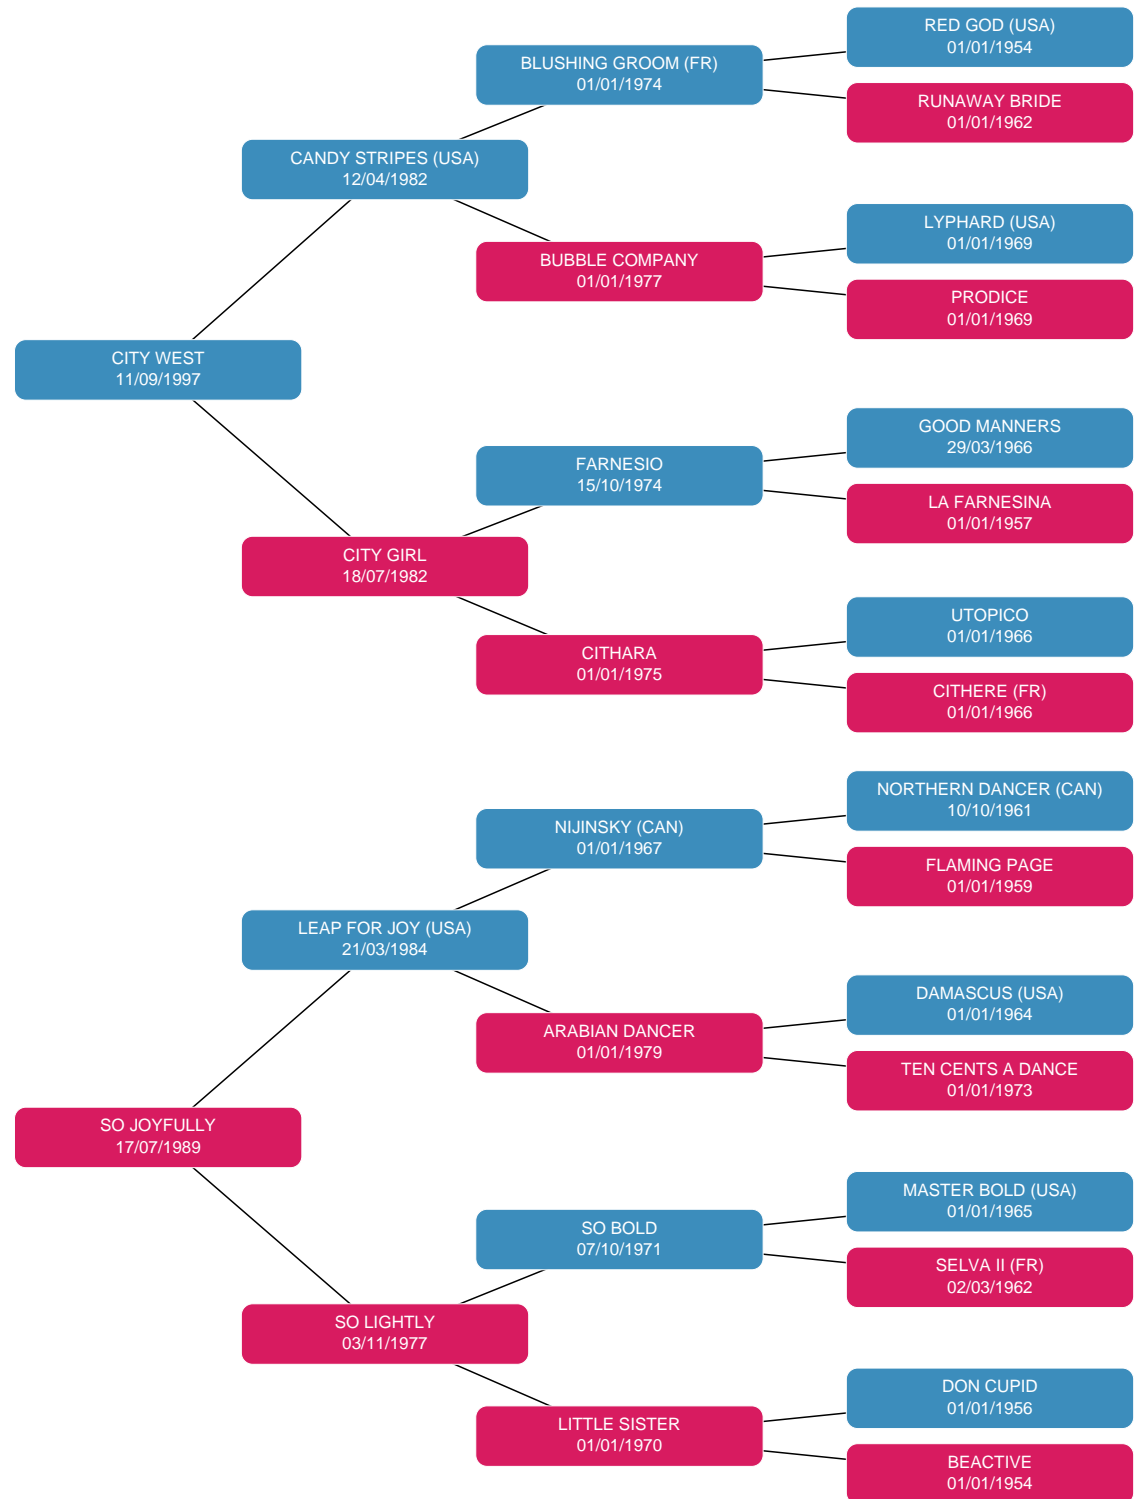 RED GOD (USA)
01/01/1954
BLUSHING GROOM (FR)
01/01/1974
RUNAWAY BRIDE
01/01/1962
CANDY STRIPES (USA)
12/04/1982
LYPHARD (USA)
01/01/1969
BUBBLE COMPANY
01/01/1977
PRODICE
01/01/1969
CITY WEST
11/09/1997
GOOD MANNERS
29/03/1966
FARNESIO
15/10/1974
LA FARNESINA
01/01/1957
CITY GIRL
18/07/1982
UTOPICO
01/01/1966
CITHARA
01/01/1975
CITHERE (FR)
01/01/1966
NORTHERN DANCER (CAN)
10/10/1961
NIJINSKY (CAN)
01/01/1967
FLAMING PAGE
01/01/1959
LEAP FOR JOY (USA)
21/03/1984
DAMASCUS (USA)
01/01/1964
ARABIAN DANCER
01/01/1979
TEN CENTS A DANCE
01/01/1973
SO JOYFULLY
17/07/1989
MASTER BOLD (USA)
01/01/1965
SO BOLD
07/10/1971
SELVA II (FR)
02/03/1962
SO LIGHTLY
03/11/1977
DON CUPID
01/01/1956
LITTLE SISTER
01/01/1970
BEACTIVE
01/01/1954